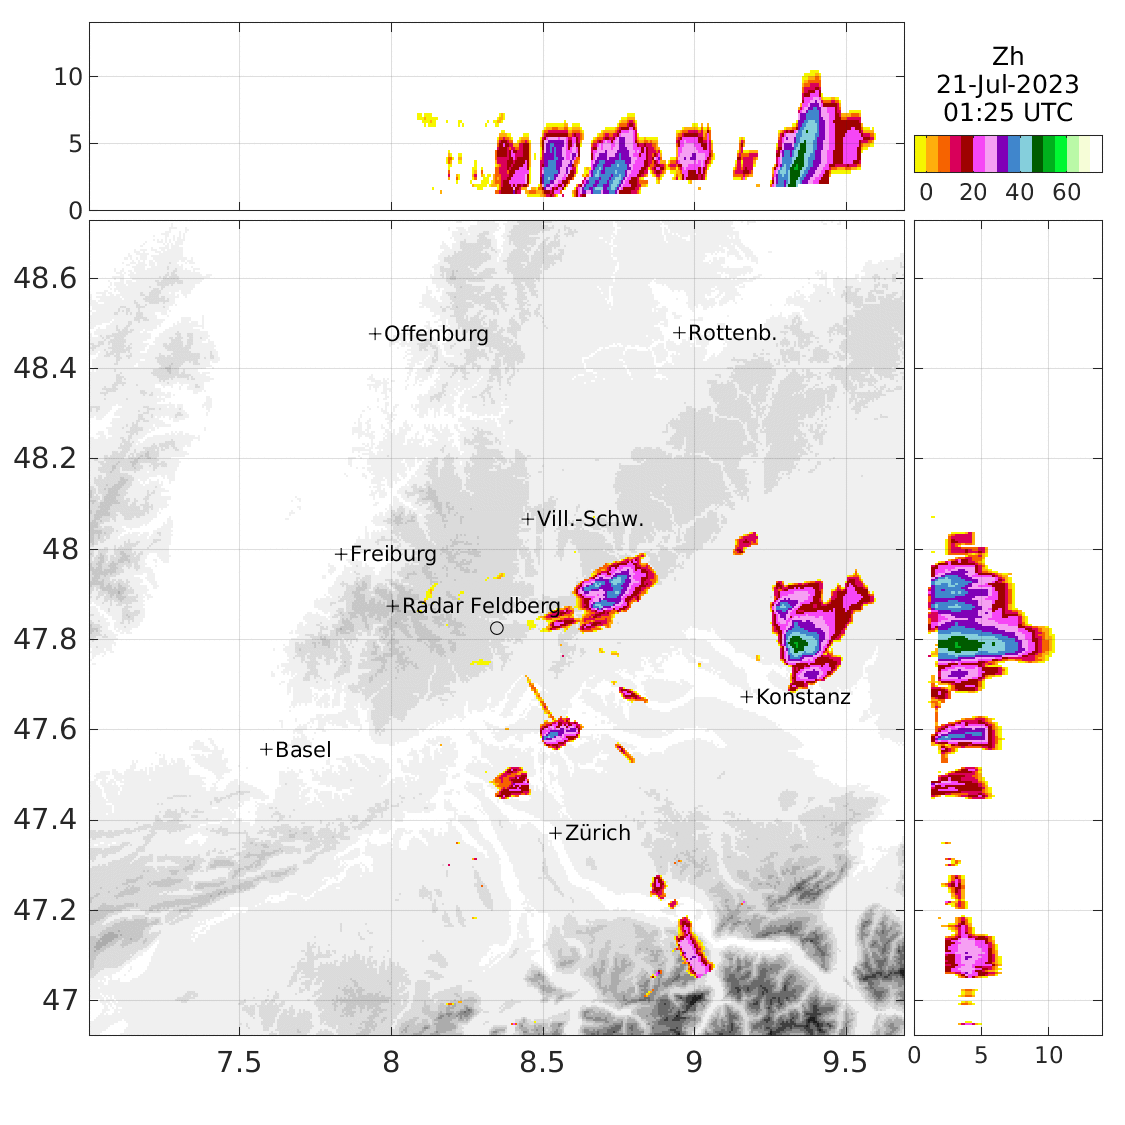 10
5
0
Zh
21-Jul-2023
01:25 UTC
0 20 40 60
48.6
48.4
48.2
48
47.8
47.6
47.4
47.2
47
Offenburg
Rottenb.
Vill.-Schw.
Freiburg
Radar Feldberg
Konstanz
Basel
Zürich
7.5 8 8.5 9 9.5
0 5 10